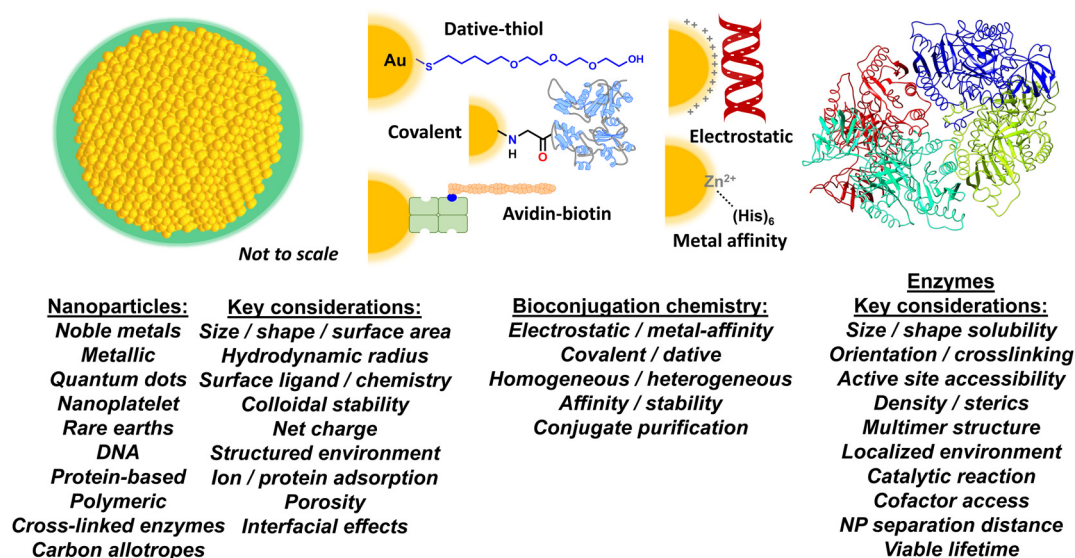 Dative-thiol
Au
S
O
O
O
OH
Covalent
N
H
O
Avidin-biotin
++++++++++++
Electrostatic
Zn2+
(His)6
Metal affinity
Not to scale
Nanoparticles:
Noble metals
Metallic
Quantum dots
Nanoplatelet
Rare earths
DNA
Protein-based
Polymeric
Cross-linked enzymes
Carbon allotropes
Key considerations:
Size / shape / surface area
Hydrodynamic radius
Surface ligand / chemistry
Colloidal stability
Net charge
Structured environment
Ion / protein adsorption
Porosity
Interfacial effects
Bioconjugation chemistry:
Electrostatic / metal-affinity
Covalent / dative
Homogeneous / heterogeneous
Affinity / stability
Conjugate purification
Enzymes
Key considerations:
Size / shape solubility
Orientation / crosslinking
Active site accessibility
Density / sterics
Multimer structure
Localized environment
Catalytic reaction
Cofactor access
NP separation distance
Viable lifetime